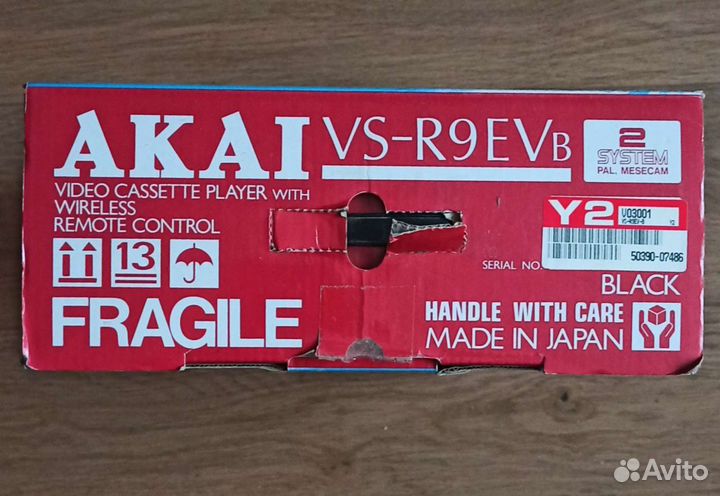 AKAI VS-R9EVB
2
SYSTEM
PAL, MESECAM
VIDEO CASSETTE PLAYER WITH
WIRELESS
REMOTE CONTROL
Y2 V03001
Y2
50390-07486
SERIAL NO.
13
BLACK
FRAGILE
HANDLE WITH CARE
MADE IN JAPAN
Avito